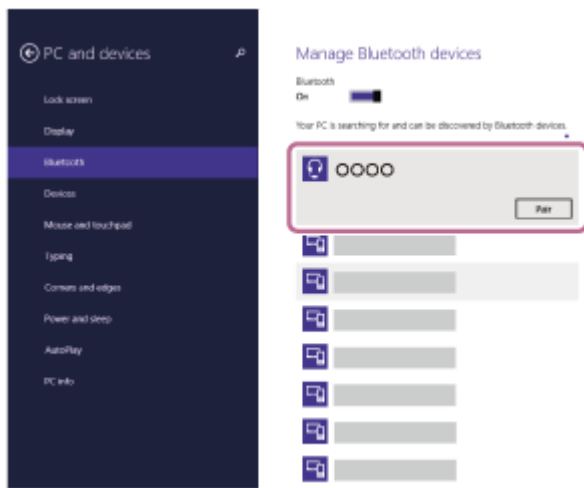 PC and devices
Lock screen
Display
Bluetooth
Devices
Mouse and touchpad
Typing
Corners and edges
Power and sleep
AutoPlay
PC info
Manage Bluetooth devices
Bluetooth
On
Your PC is searching for and can be discovered by Bluetooth devices.
OOOO
Pair